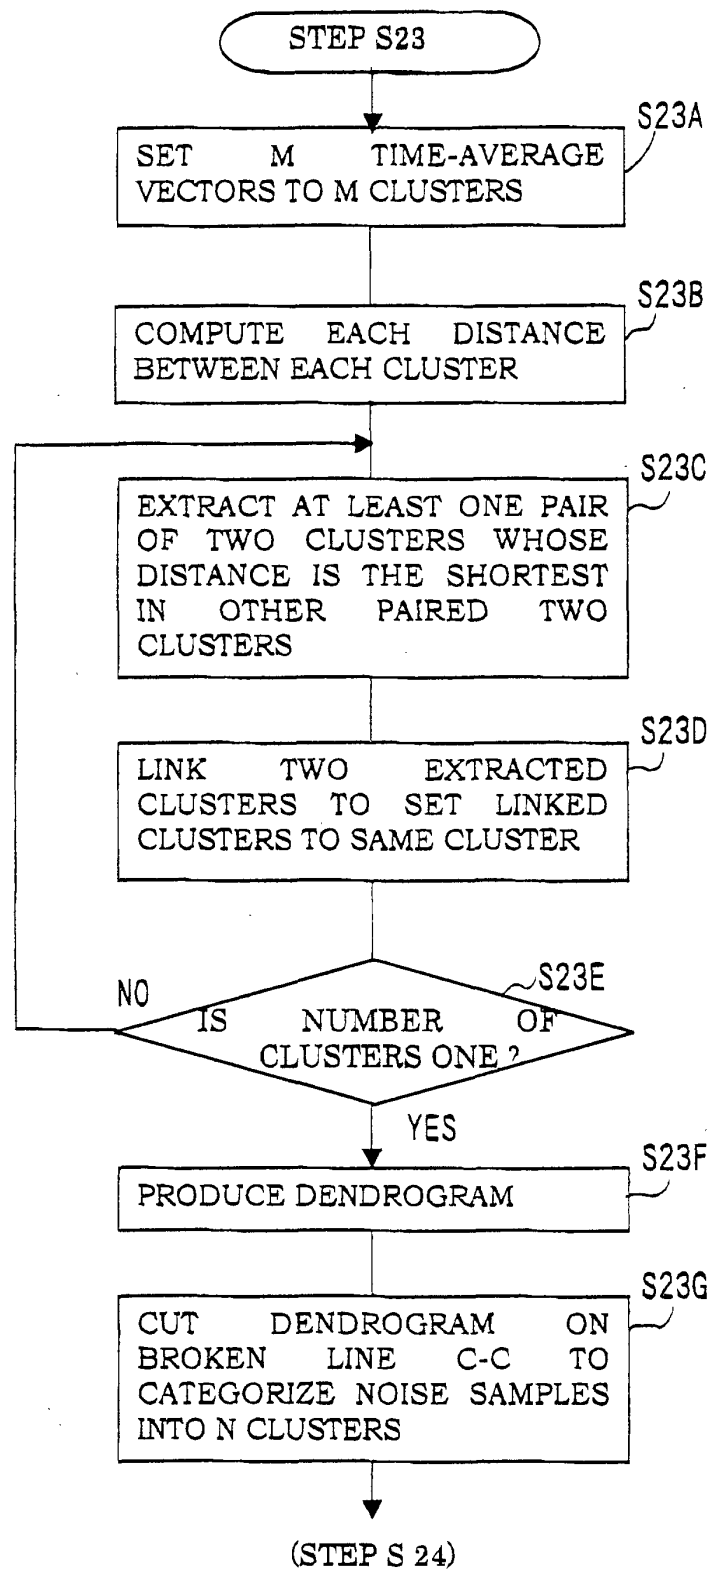 STEP S23
S23A
SET M TIME-AVERAGE
VECTORS TO M CLUSTERS
S23B
COMPUTE EACH DISTANCE
BETWEEN EACH CLUSTER
S23C
EXTRACT AT LEAST ONE PAIR
OF TWO CLUSTERS WHOSE
DISTANCE IS THE SHORTEST
IN OTHER PAIRED TWO
CLUSTERS
S23D
LINK TWO EXTRACTED
CLUSTERS TO SET LINKED
CLUSTERS TO SAME CLUSTER
S23E
NO
IS NUMBER OF
CLUSTERS ONE ?
YES
S23F
PRODUCE DENDROGRAM
S23G
CUT DENDROGRAM ON
BROKEN LINE C-C TO
CATEGORIZE NOISE SAMPLES
INTO N CLUSTERS
(STEP S 24)